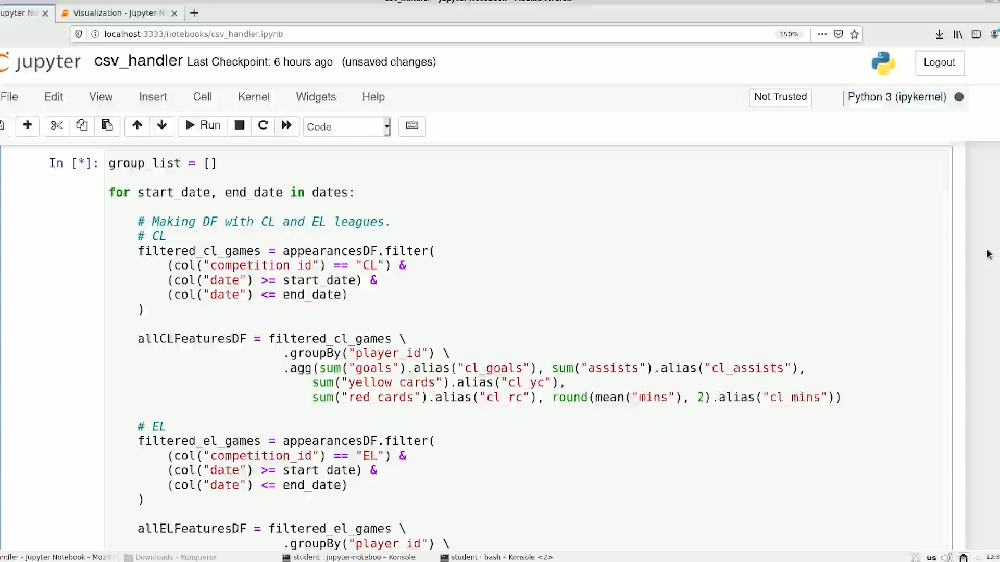 upyter No
Visualization - Jupyter N
localhost:3333/notebooks/csv_handler.ipynb
150%
jupyter
csv_handler Last Checkpoint: 6 hours ago (unsaved changes)
Logout
File Edit View Insert Cell Kernel Widgets Help
Not Trusted
Python 3 (ipykernel)
Run
Code
In [*]:
group_list = []
for start_date, end_date in dates:
# Making DF with CL and EL leagues.
# CL
filtered_cl_games = appearancesDF.filter(
(col("competition_id") == "CL") &
(col("date") >= start_date) &
(col("date") <= end_date)
)
allCLFeaturesDF = filtered_cl_games \
.groupBy("player_id") \
.agg(sum("goals").alias("cl_goals"), sum("assists").alias("cl_assists"),
sum("yellow_cards").alias("cl_yc"),
sum("red_cards").alias("cl_rc"), round(mean("mins"), 2).alias("cl_mins"))
# EL
filtered_el_games = appearancesDF.filter(
(col("competition_id") == "EL") &
(col("date") >= start_date) &
(col("date") <= end_date)
)
allELFeaturesDF = filtered_el_games \
.groupBy("player_id") \
andler - Jupyter Notebook - Mozil
Downloads - Konqueror
student : jupyter-noteboo – Konsole
student : bash – Konsole <2>
us
12:3